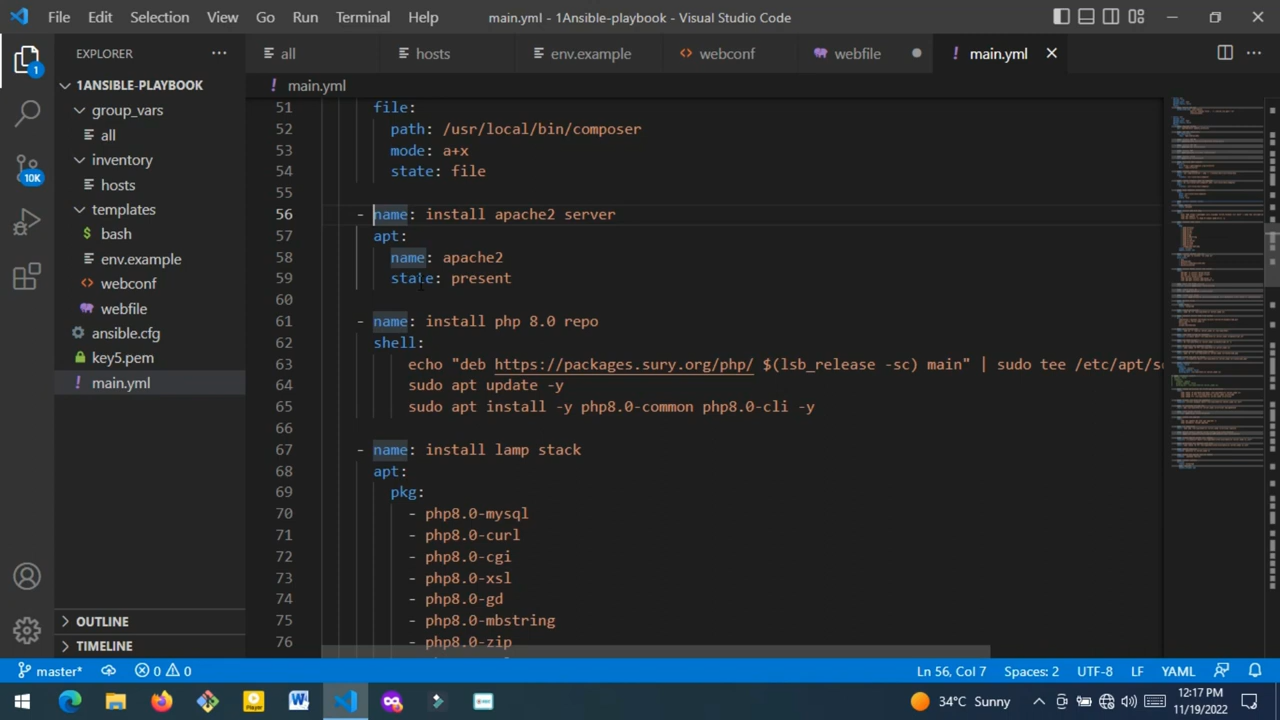 File Edit Selection View Go Run Terminal Help main.yml - 1Ansible-playbook - Visual Studio Code
EXPLORER
all hosts env.example webconf webfile main.yml
1ANSIBLE-PLAYBOOK
group_vars
all
inventory
hosts
templates
bash
env.example
webconf
webfile
ansible.cfg
key5.pem
main.yml
OUTLINE
TIMELINE
1
10K
main.yml
51 file:
52 path: /usr/local/bin/composer
53 mode: a+x
54 state: file
55
56 - name: install apache2 server
57 apt:
58 name: apache2
59 state: present
60
61 - name: install php 8.0 repo
62 shell:
63 echo "deb https://packages.sury.org/php/ $(lsb_release -sc) main" | sudo tee /etc/apt/so
64 sudo apt update -y
65 sudo apt install -y php8.0-common php8.0-cli -y
66
67 - name: install lamp stack
68 apt:
69 pkg:
70 - php8.0-mysql
71 - php8.0-curl
72 - php8.0-cgi
73 - php8.0-xsl
74 - php8.0-gd
75 - php8.0-mbstring
76 - php8.0-zip
master* 0 0 Ln 56, Col 7 Spaces: 2 UTF-8 LF YAML
Player
34°C Sunny
12:17 PM
11/19/2022